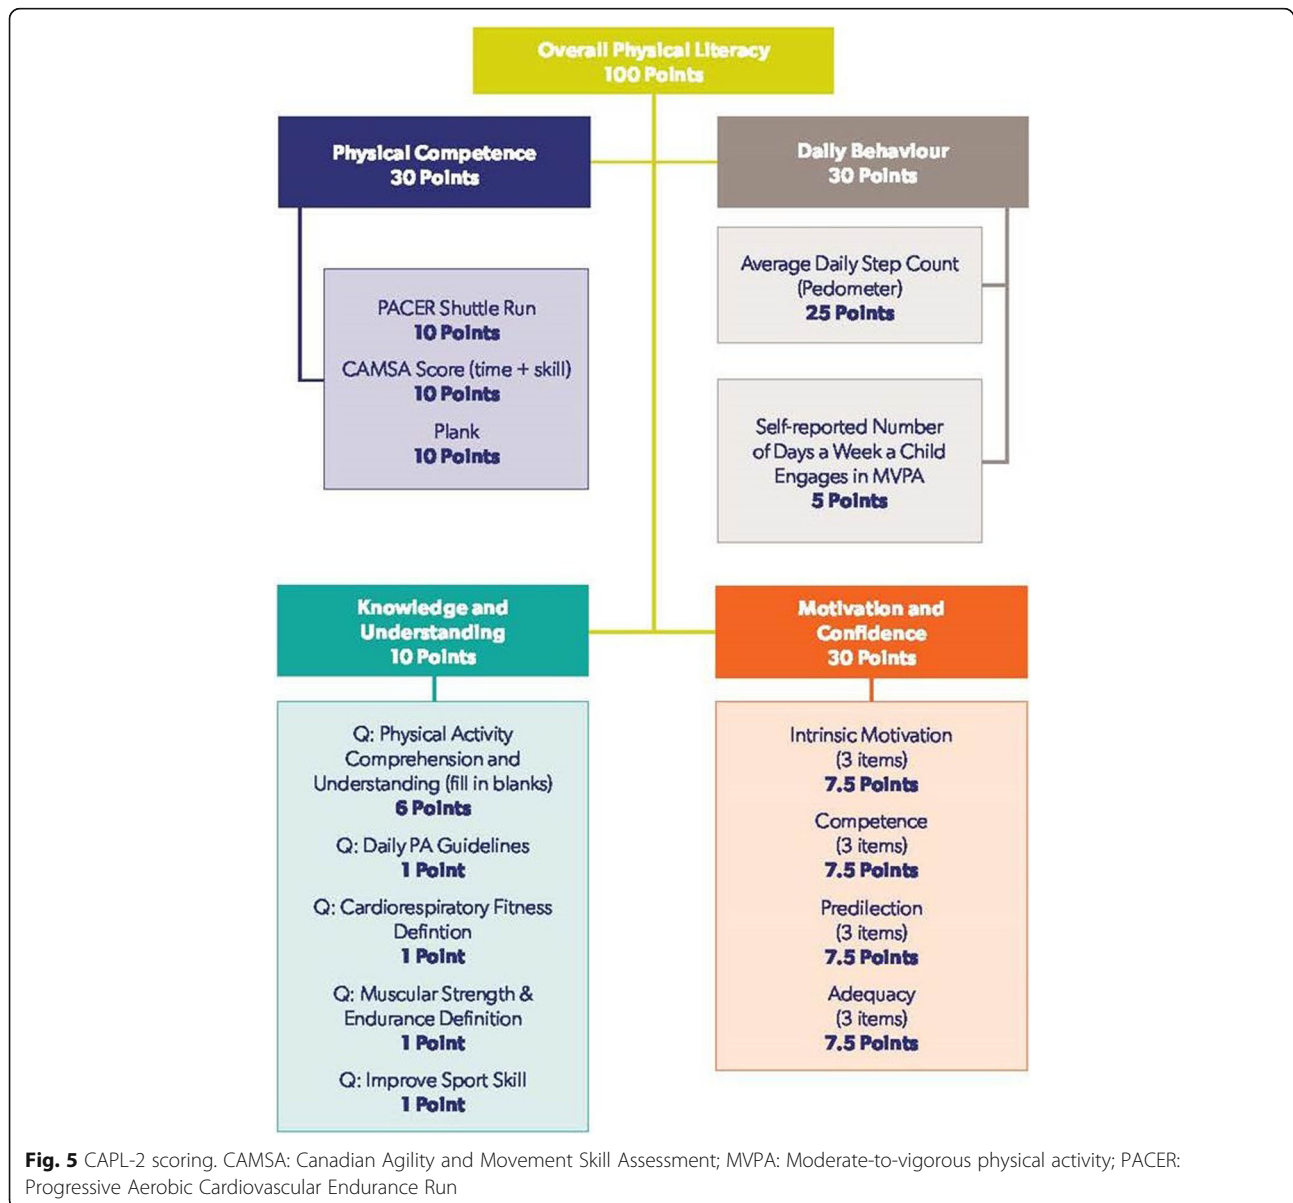 Overall Physical Literacy
100 Points
Physical Competence
30 Points
Daily Behaviour
30 Points
PACER Shuttle Run
10 Points
CAMSA Score (time + skill)
10 Points
Plank
10 Points
Average Daily Step Count
(Pedometer)
25 Points
Self-reported Number
of Days a Week a Child
Engages in MVPA
5 Points
Knowledge and
Understanding
10 Points
Motivation and
Confidence
30 Points
Q: Physical Activity
Comprehension and
Understanding (fill in blanks)
6 Points
Q: Daily PA Guidelines
1 Point
Q: Cardiorespiratory Fitness
Defintion
1 Point
Q: Muscular Strength &
Endurance Definition
1 Point
Q: Improve Sport Skill
1 Point
Intrinsic Motivation
(3 items)
7.5 Points
Competence
(3 items)
7.5 Points
Predilection
(3 items)
7.5 Points
Adequacy
(3 items)
7.5 Points
Fig. 5 CAPL-2 scoring. CAMSA: Canadian Agility and Movement Skill Assessment; MVPA: Moderate-to-vigorous physical activity; PACER:
Progressive Aerobic Cardiovascular Endurance Run